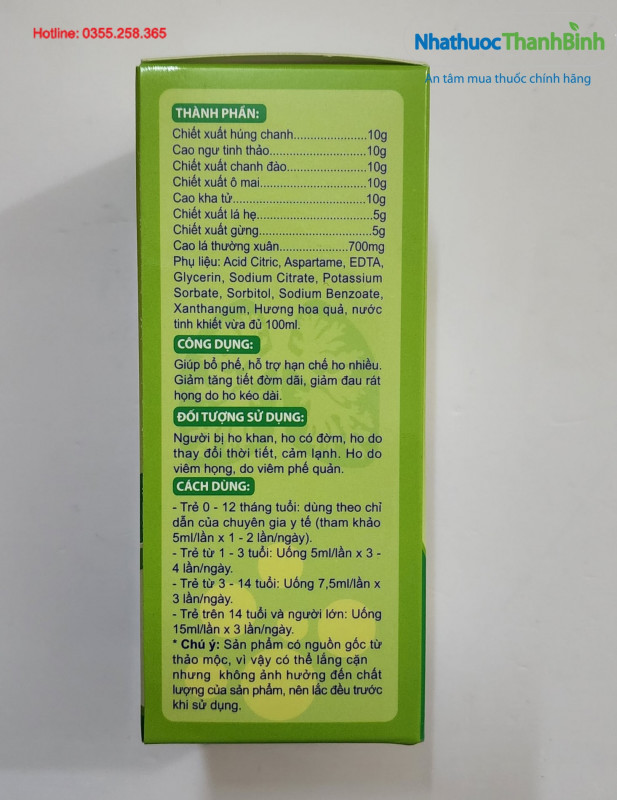 Hotline: 0355.258.365
NhathuocThanhBinh
An tâm mua thuốc chính hãng
THÀNH PHẦN:
Chiết xuất húng chanh......................10g
Cao ngư tinh thảo.............................10g
Chiết xuất chanh đào........................10g
Chiết xuất ô mai................................10g
Cao kha tử........................................10g
Chiết xuất lá hẹ..................................5g
Chiết xuất gừng..................................5g
Cao lá thường xuân.....................700mg
Phụ liệu: Acid Citric, Aspartame, EDTA,
Glycerin, Sodium Citrate, Potassium
Sorbate, Sorbitol, Sodium Benzoate,
Xanthangum, Hương hoa quả, nước
tinh khiết vừa đủ 100ml.
CÔNG DỤNG:
Giúp bổ phế, hỗ trợ hạn chế ho nhiều.
Giảm tăng tiết đờm dãi, giảm đau rát
họng do ho kéo dài.
ĐỐI TƯỢNG SỬ DỤNG:
Người bị ho khan, ho có đờm, ho do
thay đổi thời tiết, cảm lạnh. Ho do
viêm họng, do viêm phế quản.
CÁCH DÙNG:
- Trẻ 0 - 12 tháng tuổi: dùng theo chỉ
dẫn của chuyên gia y tế (tham khảo
5ml/lần x 1 - 2 lần/ngày).
- Trẻ từ 1 - 3 tuổi: Uống 5ml/lần x 3 -
4 lần/ngày.
- Trẻ từ 3 - 14 tuổi: Uống 7,5ml/lần x
3 lần/ngày.
- Trẻ trên 14 tuổi và người lớn: Uống
15ml/lần x 3 lần/ngày.
* Chú ý: Sản phẩm có nguồn gốc từ
thảo mộc, vì vậy có thể lắng cặn
nhưng không ảnh hưởng đến chất
lượng của sản phẩm, nên lắc đều trước
khi sử dụng.